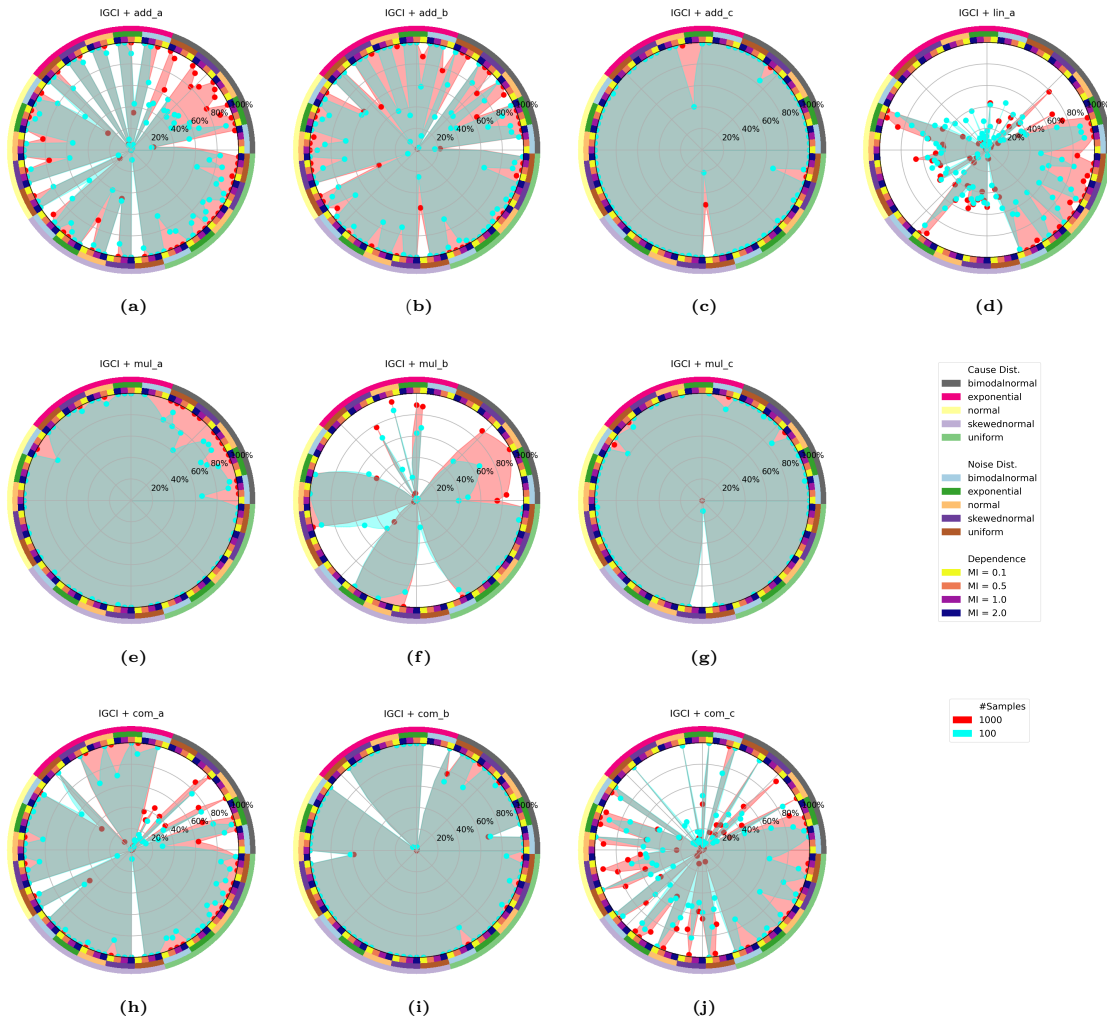 IGCI + add_a
IGCI + add_b
IGCI + add_c
IGCI + lin_a
20%
40%
60%
80%
100%
20%
40%
60%
80%
100%
20%
40%
60%
80%
100%
20%
40%
60%
80%
100%
(a)
(b)
(c)
(d)
IGCI + mul_a
IGCI + mul_b
IGCI + mul_c
20%
40%
60%
80%
100%
20%
40%
60%
80%
100%
20%
40%
60%
80%
100%
Cause Dist.
bimodalnormal
exponential
normal
skewednormal
uniform
Noise Dist.
bimodalnormal
exponential
normal
skewednormal
uniform
Dependence
MI = 0.1
MI = 0.5
MI = 1.0
MI = 2.0
(e)
(f)
(g)
IGCI + com_a
IGCI + com_b
IGCI + com_c
20%
40%
60%
80%
100%
20%
40%
60%
80%
100%
20%
40%
60%
80%
100%
#Samples
1000
100
(h)
(i)
(j)